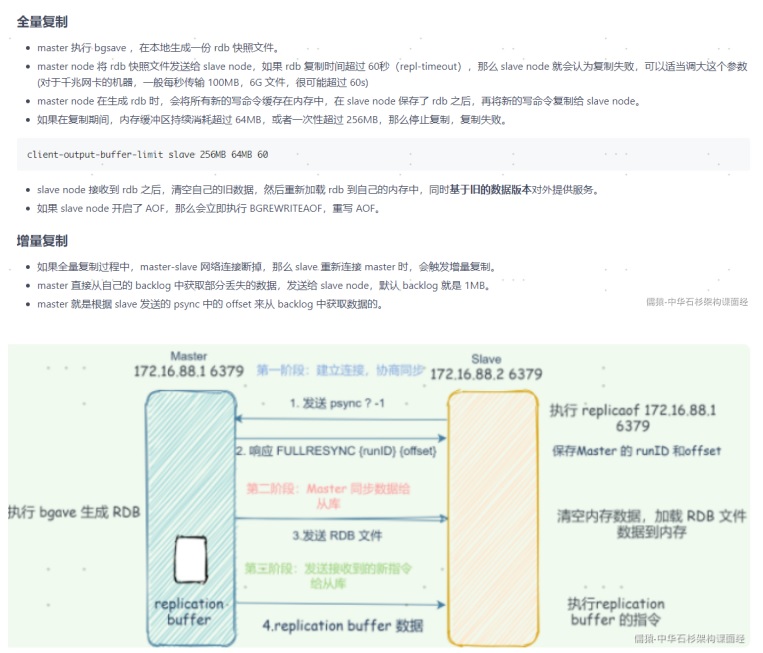 全量复制
master 执行 bgsave ，在本地生成一份 rdb 快照文件。
master node 将 rdb 快照文件发送给 slave node，如果 rdb 复制时间超过 60秒（repl-timeout），那么 slave node 就会认为复制失败，可以适当调大这个参数
(对于千兆网卡的机器，一般每秒传输 100MB，6G 文件，很可能超过 60s)
master node 在生成 rdb 时，会将所有新的写命令缓存在内存中，在 slave node 保存了 rdb 之后，再将新的写命令复制给 slave node。
如果在复制期间，内存缓冲区持续消耗超过 64MB，或者一次性超过 256MB，那么停止复制，复制失败。
client-output-buffer-limit slave 256MB 64MB 60
slave node 接收到 rdb 之后，清空自己的旧数据，然后重新加载 rdb 到自己的内存中，同时基于旧的数据版本对外提供服务。
如果 slave node 开启了 AOF，那么会立即执行 BGREWRITEAOF，重写 AOF。
增量复制
如果全量复制过程中，master-slave 网络连接断掉，那么 slave 重新连接 master 时，会触发增量复制。
master 直接从自己的 backlog 中获取部分丢失的数据，发送给 slave node，默认 backlog 就是 1MB。
master 就是根据 slave 发送的 psync 中的 offset 来从 backlog 中获取数据的。
儒猿-中华石杉架构课面经
Master
172.16.88.1 6379
第一阶段：建立连接，协商同步
Slave
172.16.88.2 6379
1. 发送 psync ? -1
执行 replicaof 172.16.88.1
6379
2. 响应 FULLRESYNC {runID} {offset}
保存Master 的 runID 和offset
第二阶段：Master 同步数据给
从库
执行 bgave 生成 RDB
清空内存数据，加载 RDB 文件
数据到内存
3.发送 RDB 文件
第三阶段：发送接收到的新指令
给从库
replication
buffer
执行replication
buffer 的指令
4.replication buffer 数据
儒猿-中华石杉架构课面经